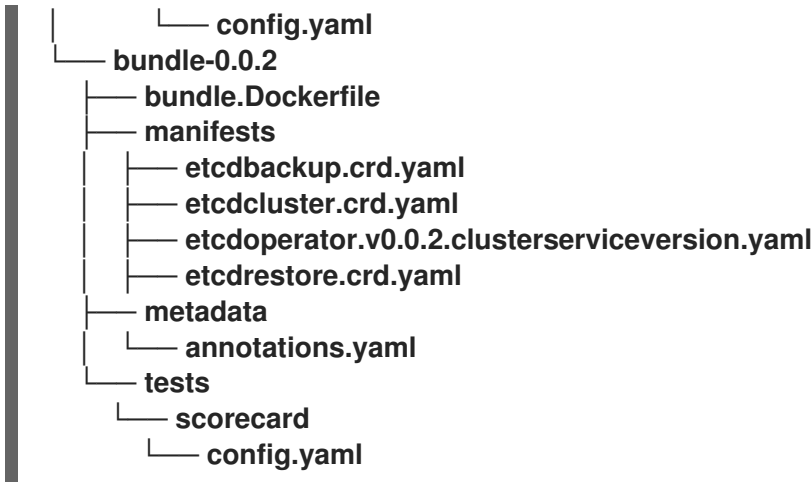 │           └── config.yaml
└── bundle-0.0.2
    ├── bundle.Dockerfile
    ├── manifests
    │   ├── etcdbackup.crd.yaml
    │   ├── etcdcluster.crd.yaml
    │   ├── etcdoperator.v0.0.2.clusterserviceversion.yaml
    │   ├── etcdrestore.crd.yaml
    ├── metadata
    │   └── annotations.yaml
    └── tests
        └── scorecard
            └── config.yaml